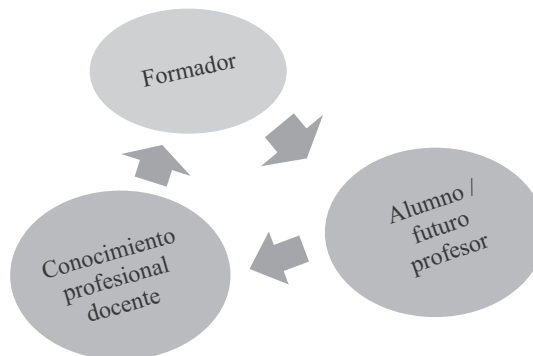 Formador
Alumno /
futuro
profesor
Conocimiento
profesional
docente